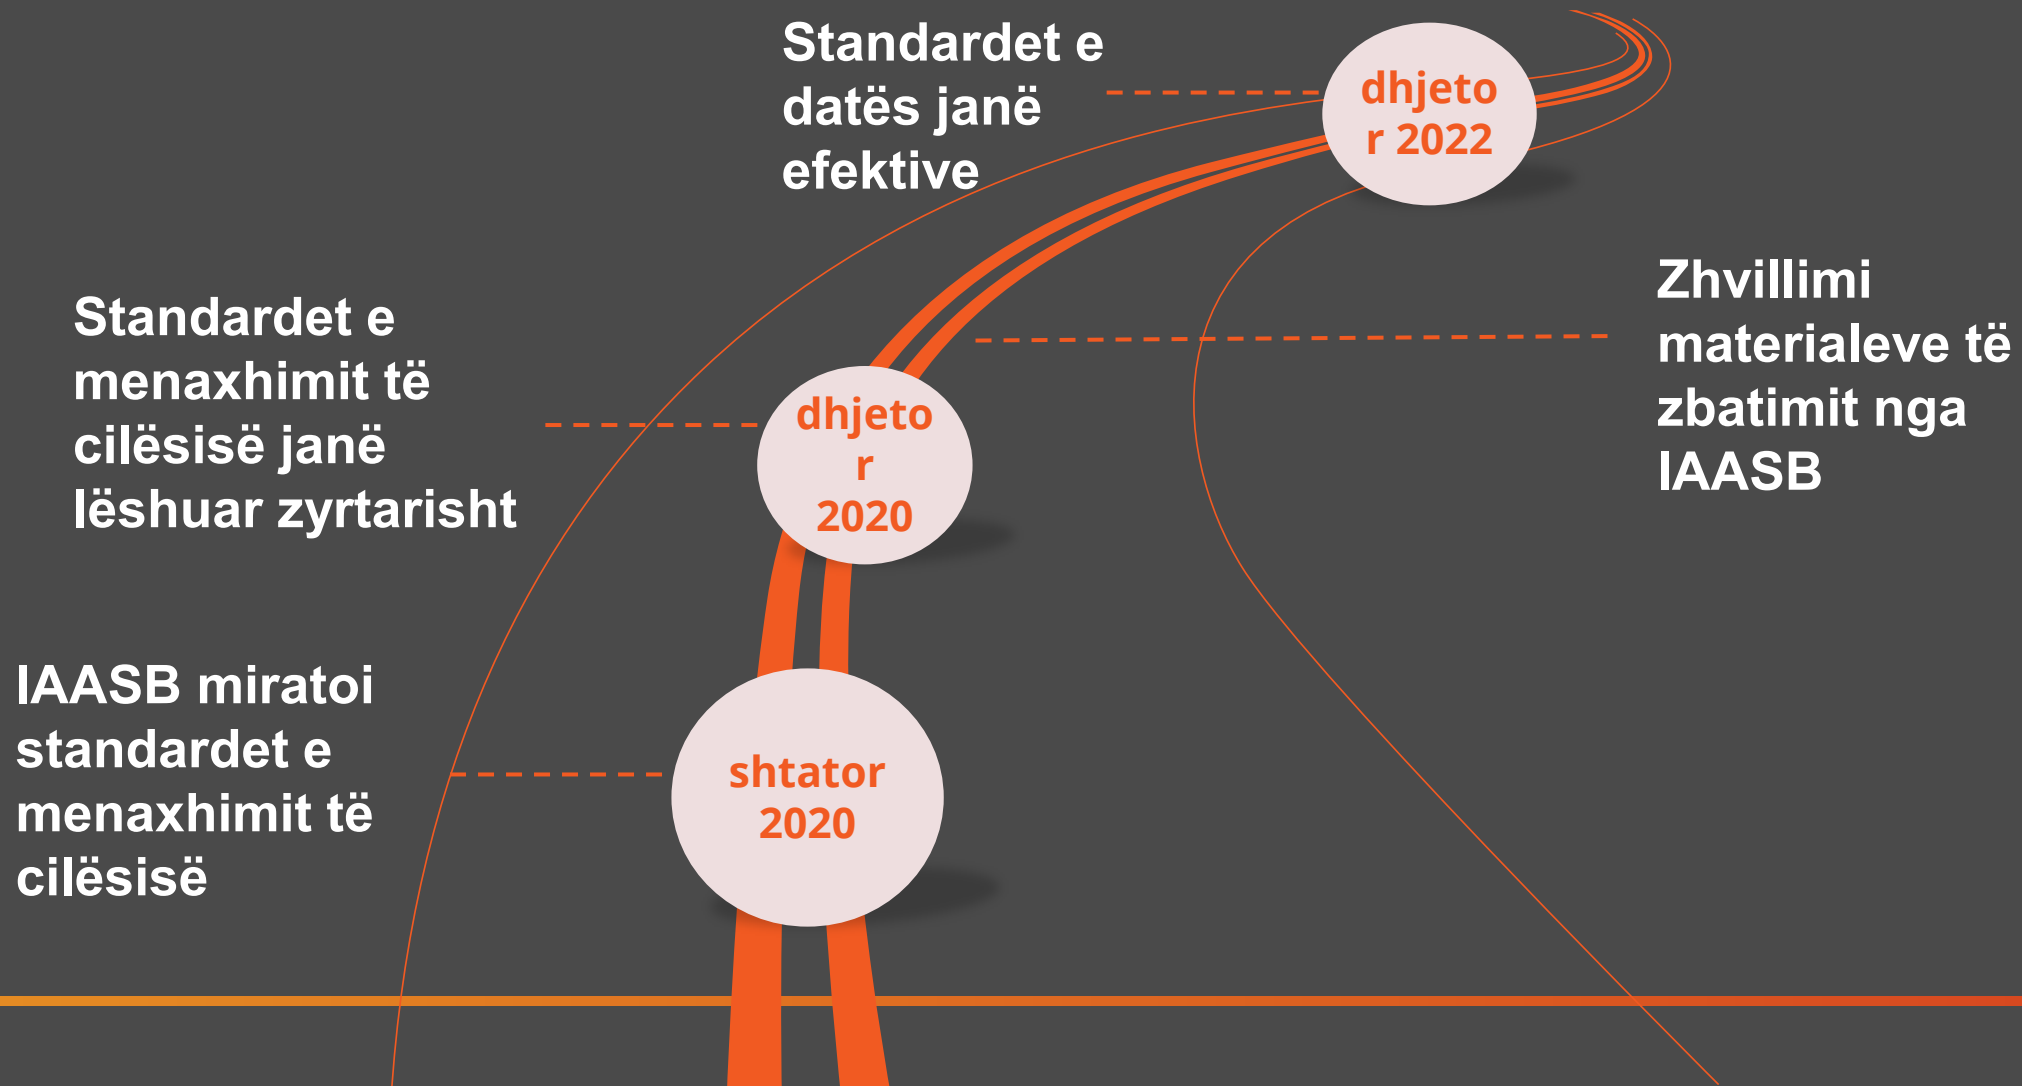 Standardet e
datës janë
efektive
dhjeto
r 2022
Zhvillimi
materialeve të
zbatimit nga
IAASB
Standardet e
menaxhimit të
cilësisë janë
lëshuar zyrtarisht
dhjeto
r
2020
IAASB miratoi
standardet e
menaxhimit të
cilësisë
shtator
2020